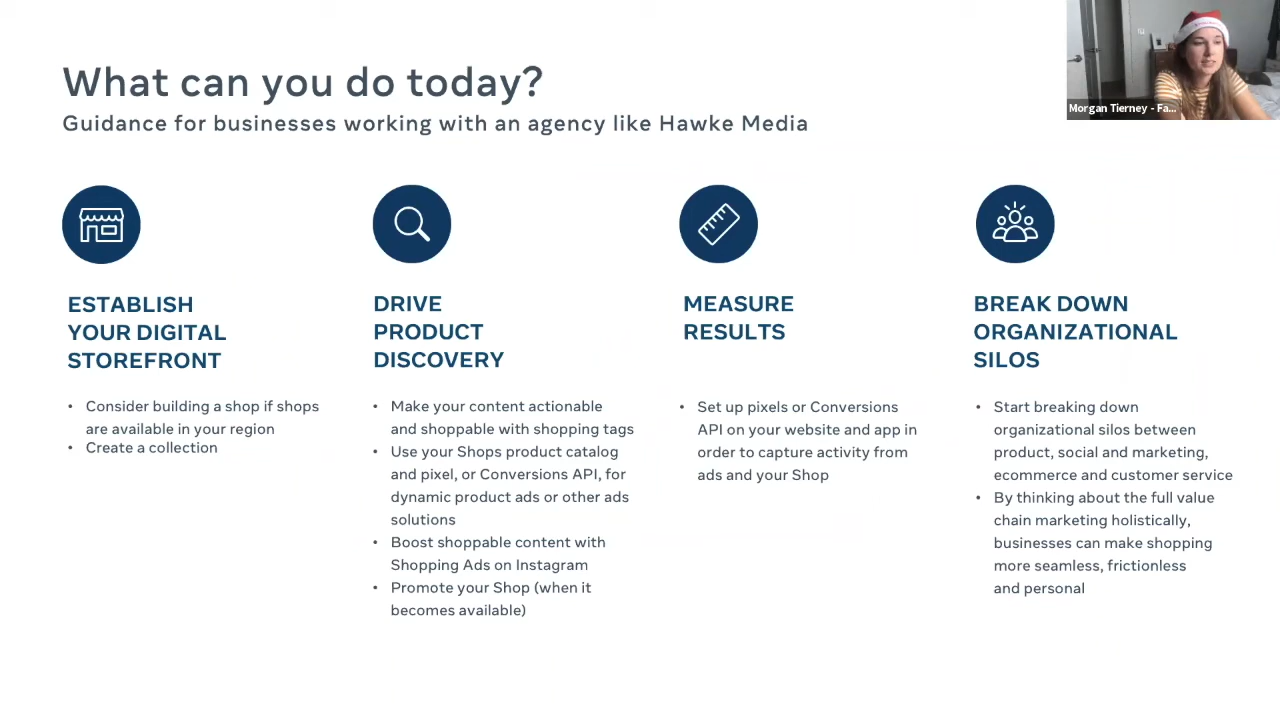 What can you do today?
Guidance for businesses working with an agency like Hawke Media
Morgan Tierney - Fa...
ESTABLISH
YOUR DIGITAL
STOREFRONT
• Consider building a shop if shops
are available in your region
• Create a collection
DRIVE
PRODUCT
DISCOVERY
• Make your content actionable
and shoppable with shopping tags
• Use your Shops product catalog
and pixel, or Conversions API, for
dynamic product ads or other ads
solutions
• Boost shoppable content with
Shopping Ads on Instagram
• Promote your Shop (when it
becomes available)
MEASURE
RESULTS
• Set up pixels or Conversions
API on your website and app in
order to capture activity from
ads and your Shop
BREAK DOWN
ORGANIZATIONAL
SILOS
• Start breaking down
organizational silos between
product, social and marketing,
ecommerce and customer service
• By thinking about the full value
chain marketing holistically,
businesses can make shopping
more seamless, frictionless
and personal